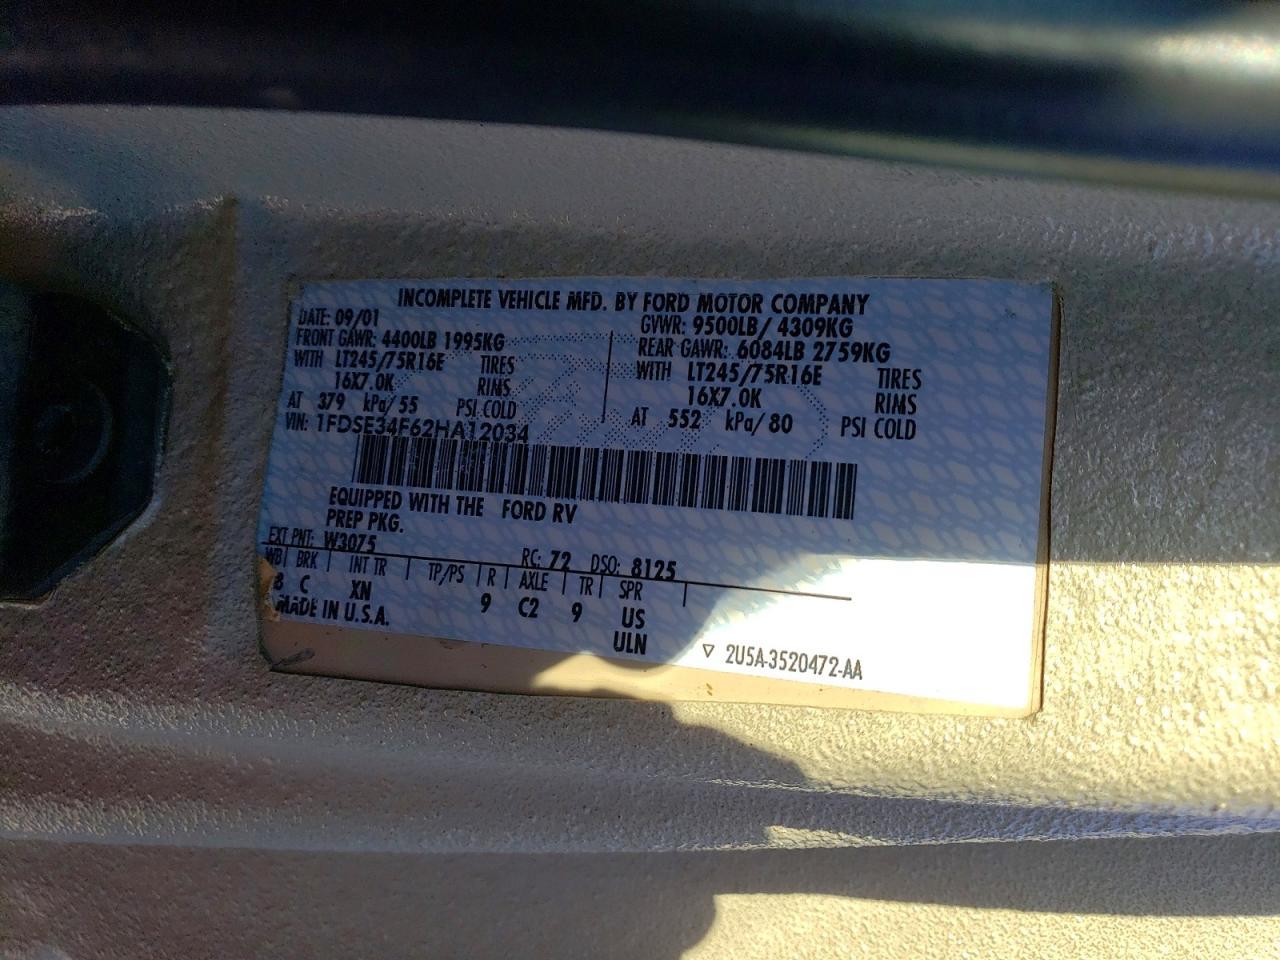 INCOMPLETE VEHICLE MFD. BY FORD MOTOR COMPANY
DATE: 09/01 GVWR: 9500LB/ 4309KG
FRONT GAWR: 4400LB 1995KG REAR GAWR: 6084LB 2759KG
WITH LT245/75R16E TIRES WITH LT245/75R16E TIRES
16X7.0K RIMS 16X7.0K RIMS
AT 379 kPa/55 PSI COLD AT 552 kPa/80 PSI COLD
VIN: 1FDSE34F62HA12034
EQUIPPED WITH THE FORD RV
PREP PKG.
EXT PNT: W3075 RC: 72 DSO: 8125
WB BRK INT TR TP/PS R AXLE TR SPR
8 C XN 9 C2 9 US
MADE IN U.S.A. ULN
▽ 2U5A-3520472-AA